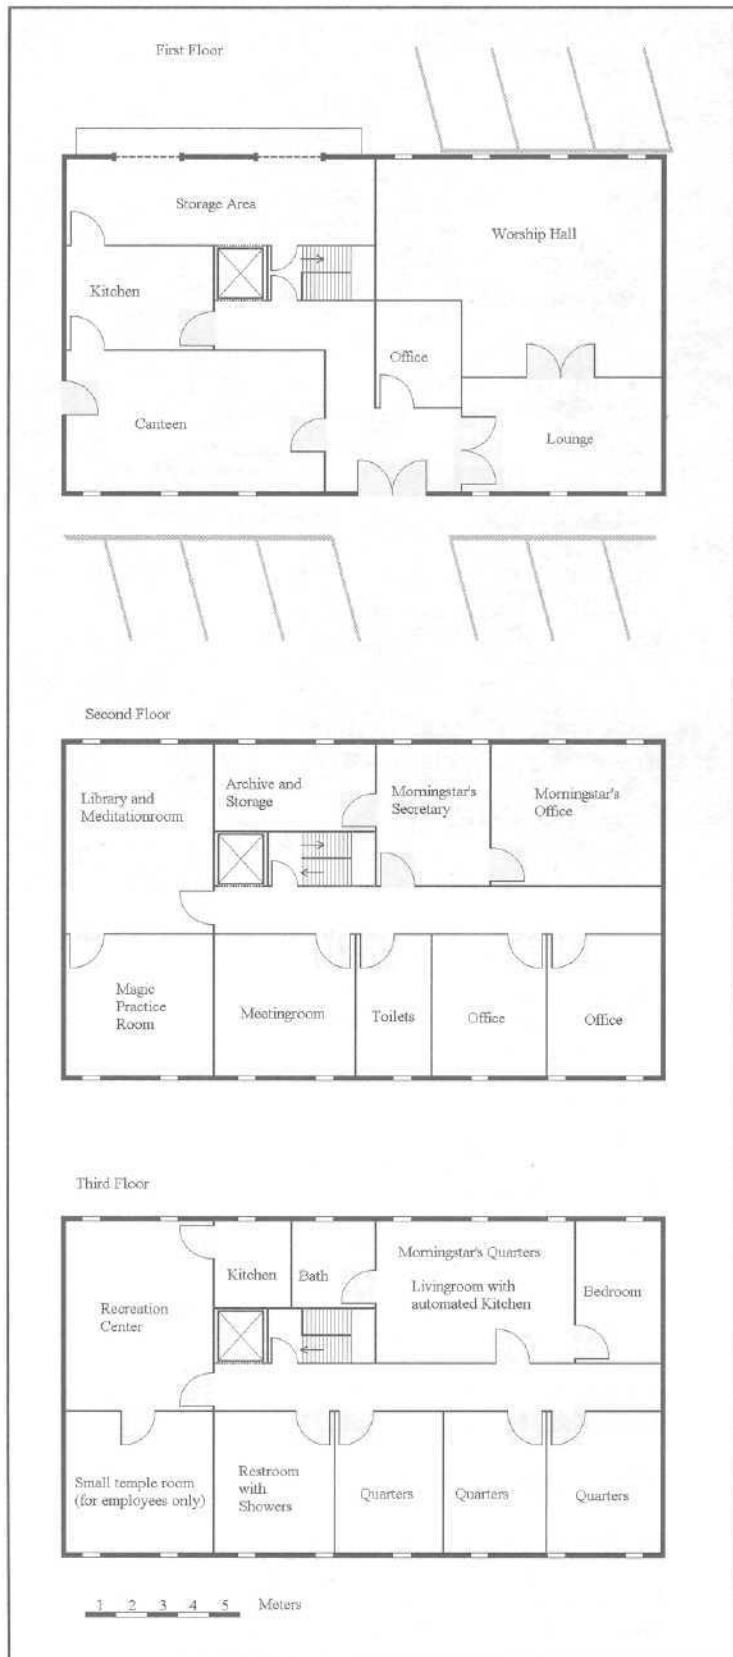 First Floor
Storage Area
Worship Hall
Kitchen
Office
Canteen
Lounge
Second Floor
Library and
Meditationroom
Archive and
Storage
Morningstar's
Secretary
Morningstar's
Office
Magic
Practice
Room
Meetingroom
Toilets
Office
Office
Third Floor
Recreation
Center
Kitchen
Bath
Morningstar's Quarters
Livingroom with
automated Kitchen
Bedroom
Small temple room
(for employees only)
Restroom
with
Showers
Quarters
Quarters
Quarters
1 2 3 4 5 Meters